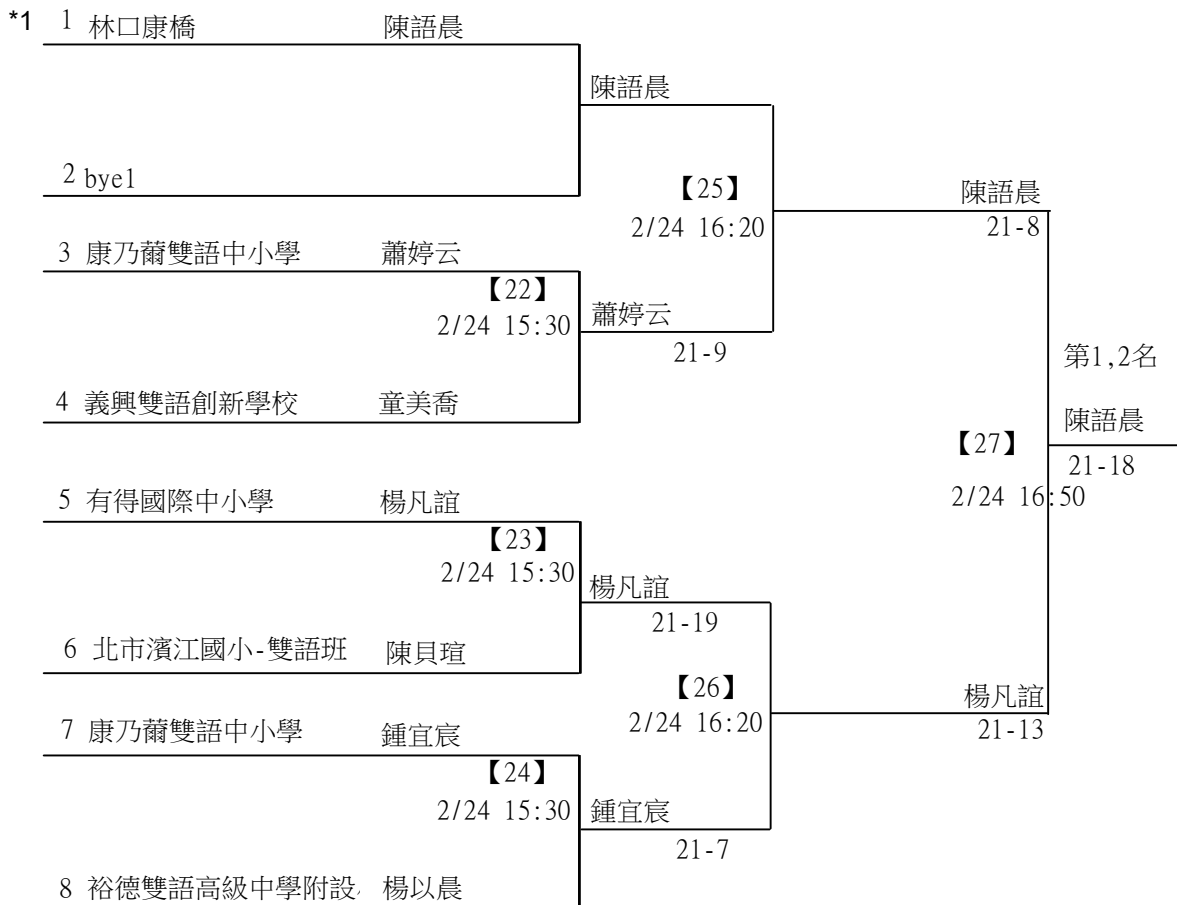 *1 1 林口康橋 陳語晨
陳語晨
2 bye1
【25】
2/24 16:20
陳語晨
21-8
3 康乃薾雙語中小學 蕭婷云
【22】
2/24 15:30
蕭婷云
21-9
4 義興雙語創新學校 童美喬
第1,2名
陳語晨
21-18
【27】
2/24 16:50
5 有得國際中小學 楊凡誼
【23】
2/24 15:30
楊凡誼
21-19
6 北市濱江國小-雙語班 陳貝瑄
【26】
2/24 16:20
楊凡誼
21-13
7 康乃薾雙語中小學 鍾宜宸
【24】
2/24 15:30
鍾宜宸
21-7
8 裕德雙語高級中學附設 楊以晨